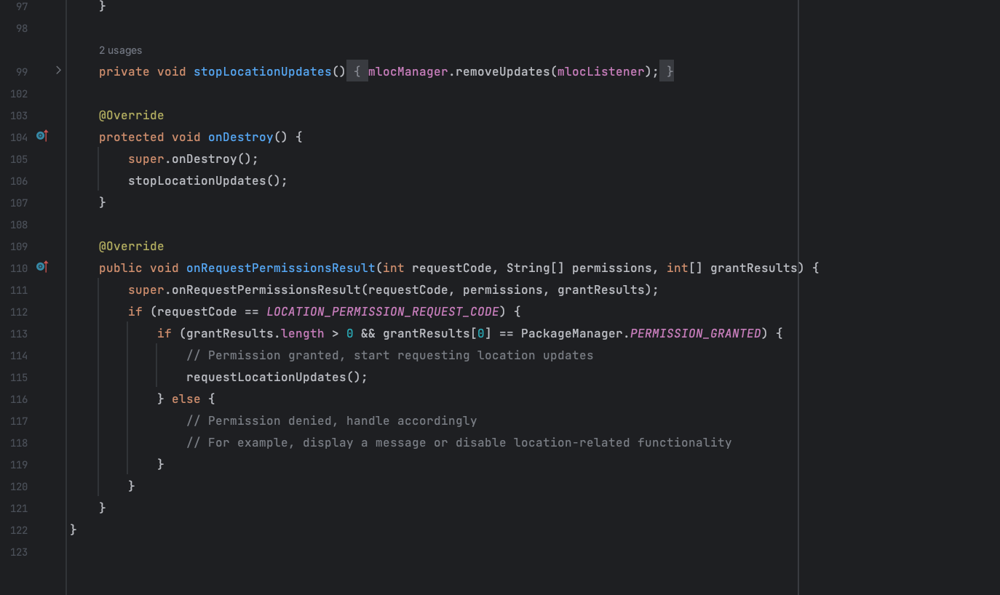 97 }
98
2 usages
99 private void stopLocationUpdates() { mlocManager.removeUpdates(mlocListener); }
102
103 @Override
104 protected void onDestroy() {
105 super.onDestroy();
106 stopLocationUpdates();
107 }
108
109 @Override
110 public void onRequestPermissionsResult(int requestCode, String[] permissions, int[] grantResults) {
111 super.onRequestPermissionsResult(requestCode, permissions, grantResults);
112 if (requestCode == LOCATION_PERMISSION_REQUEST_CODE) {
113 if (grantResults.length > 0 && grantResults[0] == PackageManager.PERMISSION_GRANTED) {
114 // Permission granted, start requesting location updates
115 requestLocationUpdates();
116 } else {
117 // Permission denied, handle accordingly
118 // For example, display a message or disable location-related functionality
119 }
120 }
121 }
122 }
123